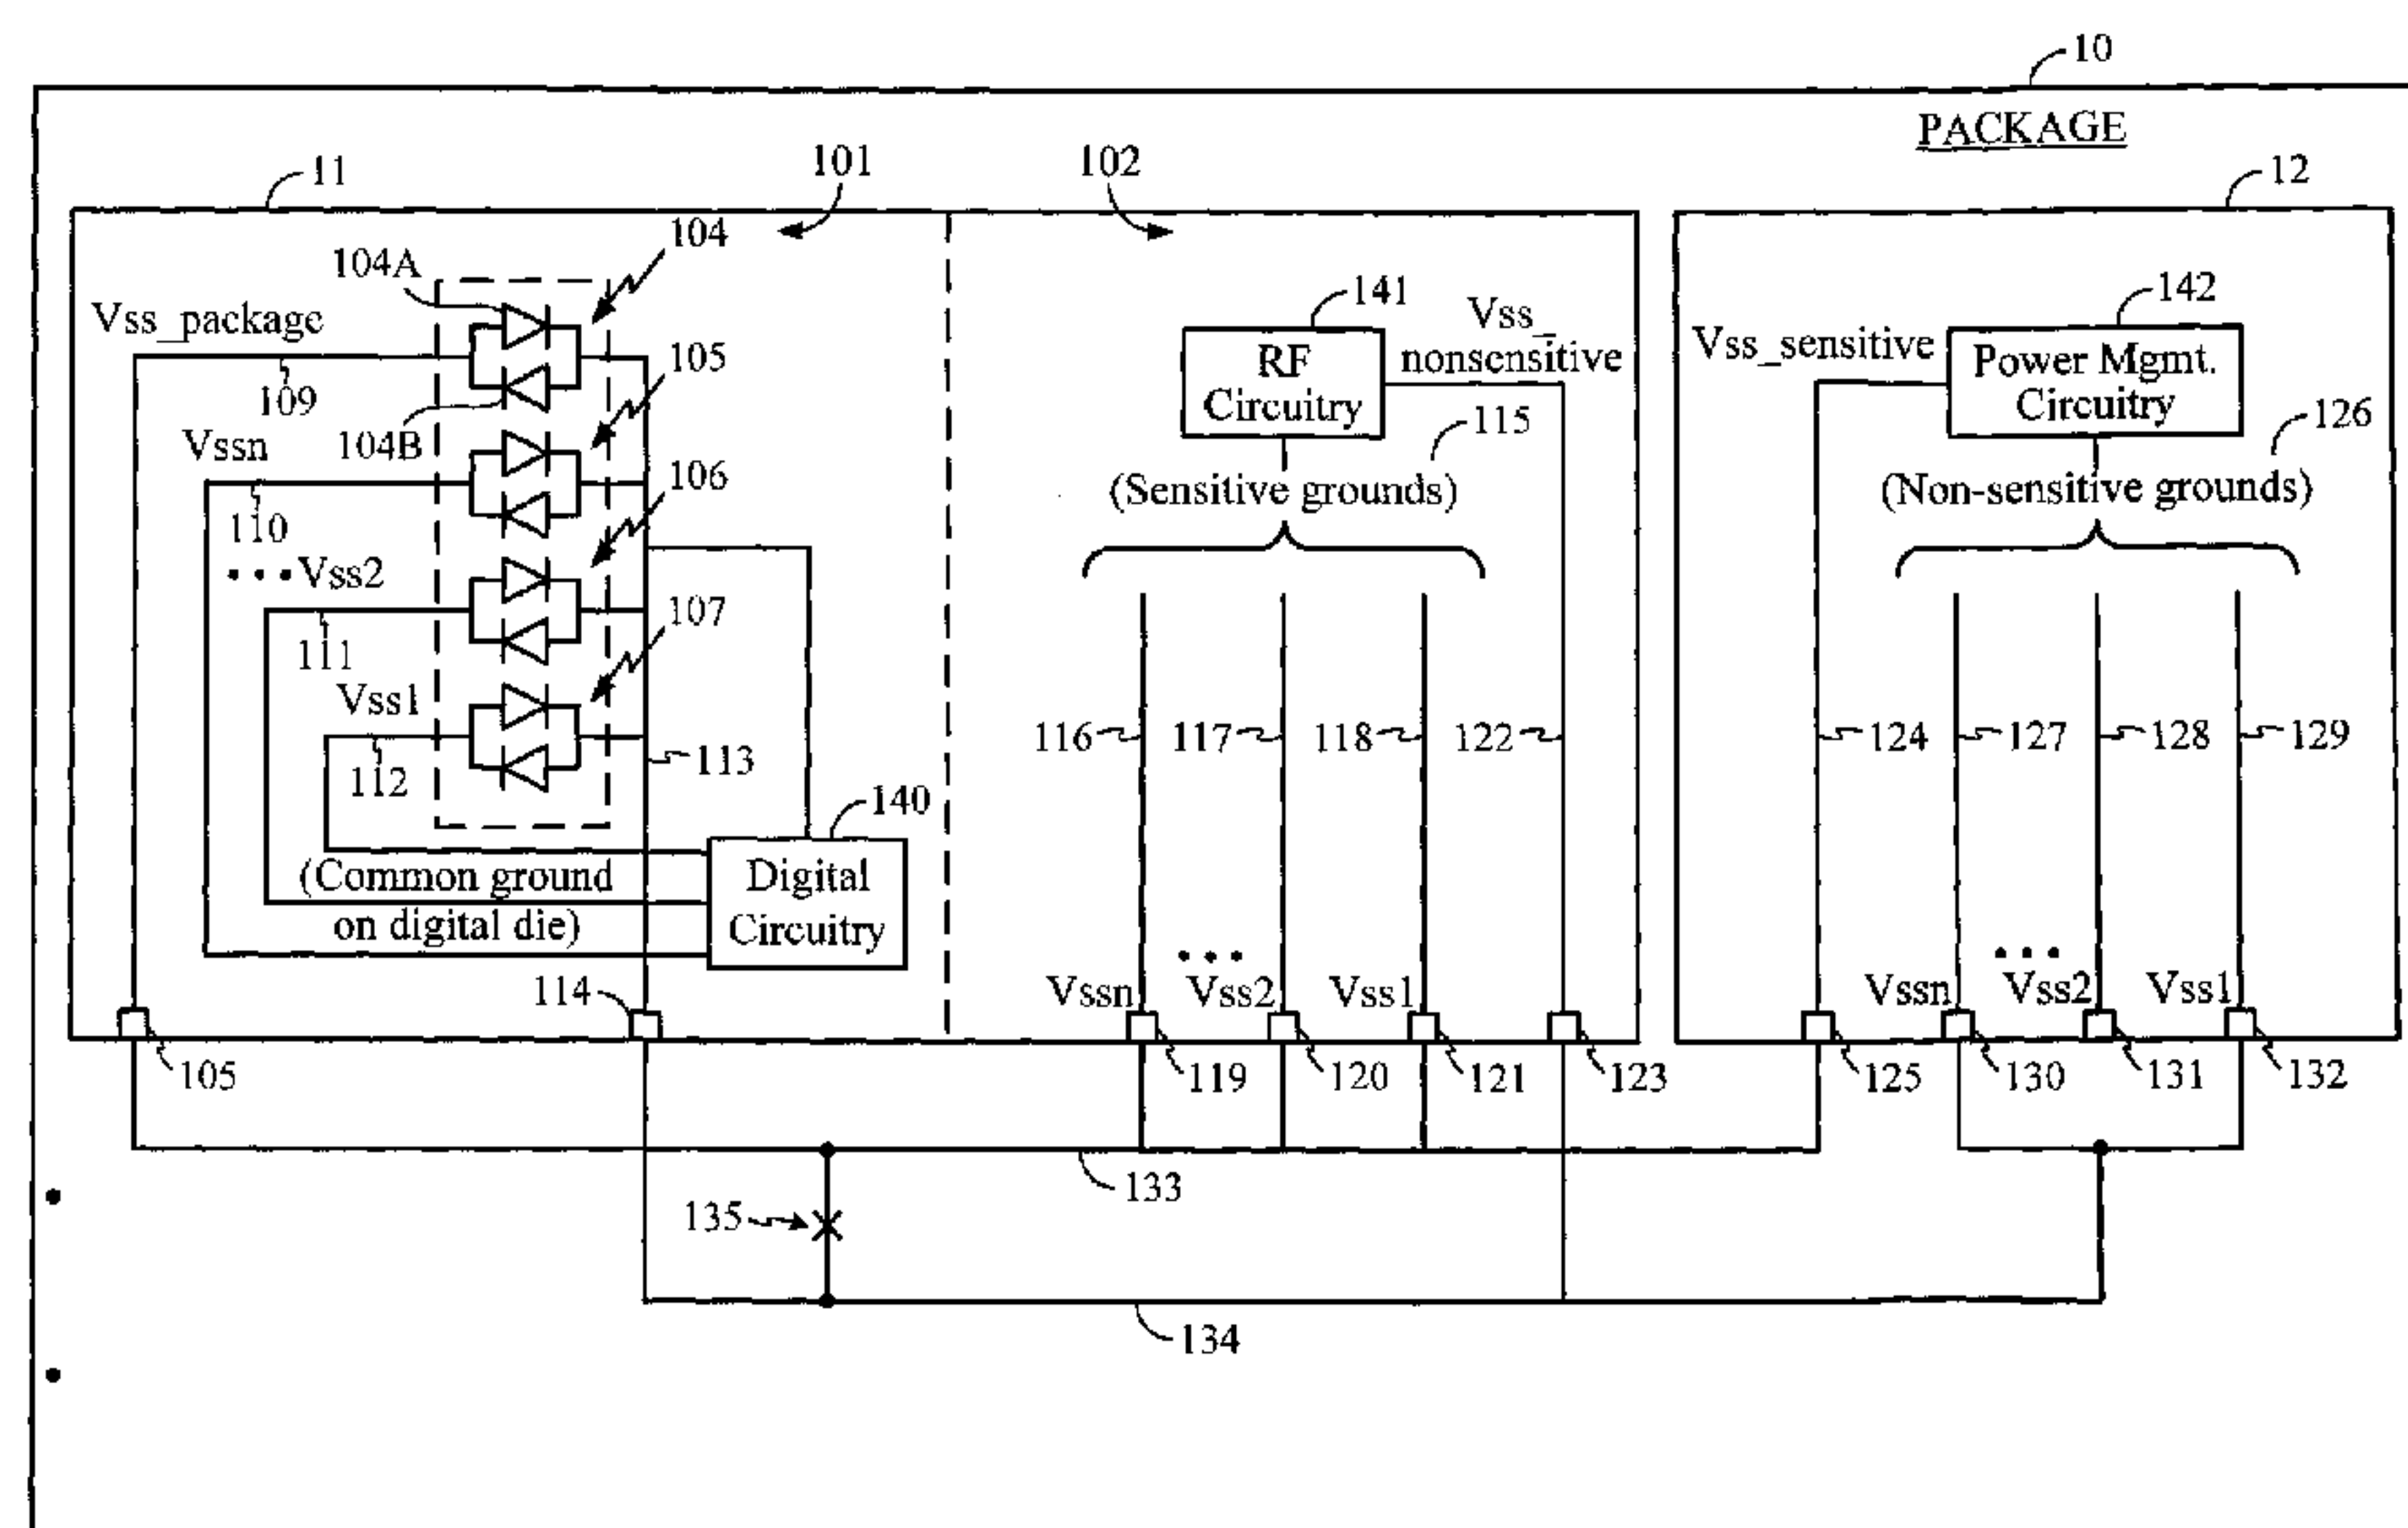 10
PACKAGE
11
101
102
12
104
104A
Vss_package
109
104B
105
Vssn
110
106
Vss2
111
107
Vss1
112
113
140
(Common ground
on digital die)
Digital
Circuitry
114
105
141
RF
Circuitry
Vss_
nonsensitive
115
(Sensitive grounds)
116
117
118
122
Vssn
Vss2
Vss1
119
120
121
123
142
Vss_sensitive
Power Mgmt.
Circuitry
126
(Non-sensitive grounds)
124
127
128
129
Vssn
Vss2
Vss1
125
130
131
132
133
135
134